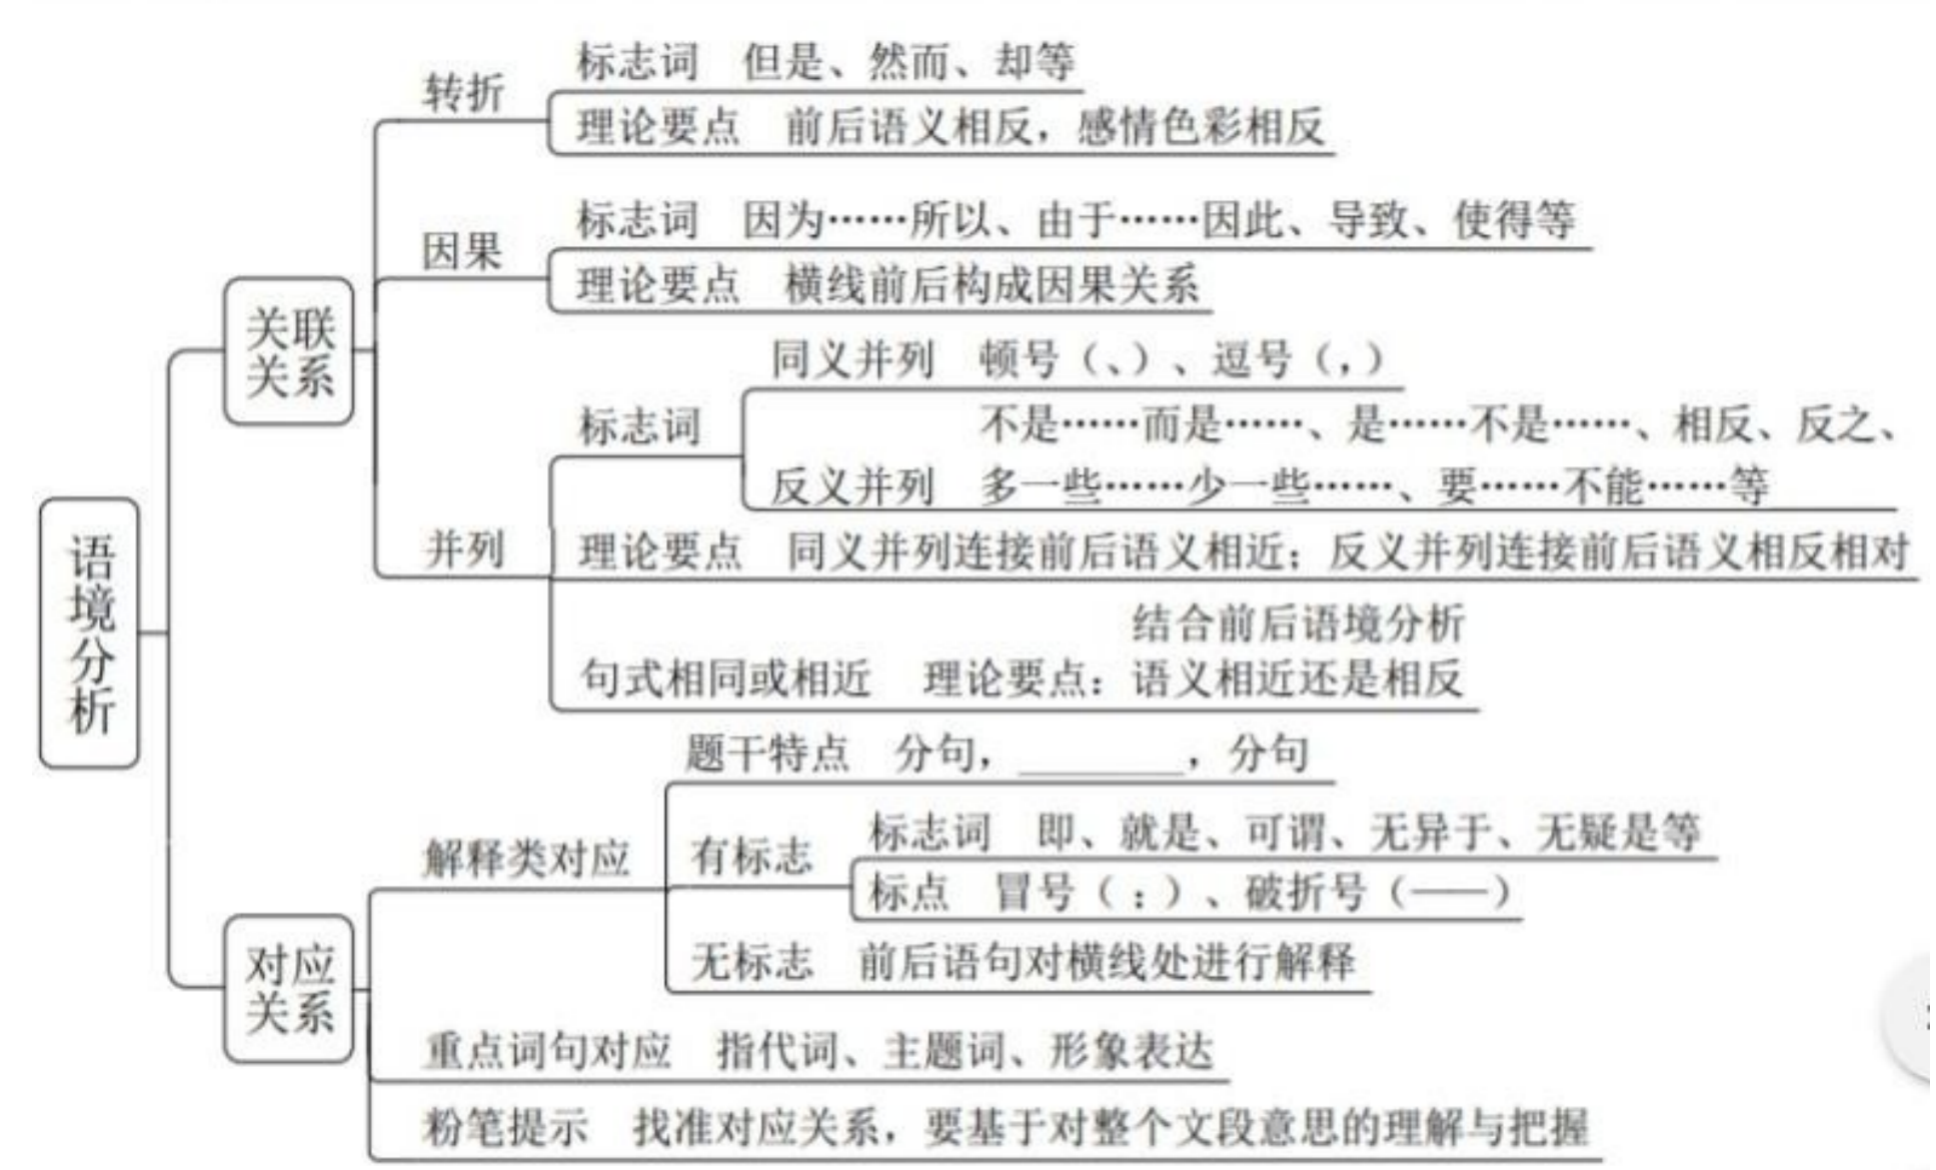 标志词 但是、然而、却等
转折
理论要点 前后语义相反，感情色彩相反
标志词 因为……所以、由于……因此、导致、使得等
因果
理论要点 横线前后构成因果关系
关联
关系
同义并列 顿号（、）、逗号（，）
标志词
不是……而是……、是……不是……、相反、反之、
反义并列 多一些……少一些……、要……不能……等
并列
理论要点 同义并列连接前后语义相近；反义并列连接前后语义相反相对
结合前后语境分析
句式相同或相近 理论要点：语义相近还是相反
语境分析
题干特点 分句，________，分句
标志词 即、就是、可谓、无异于、无疑是等
解释类对应
有标志
标点 冒号（：）、破折号（——）
无标志 前后语句对横线处进行解释
对应
关系
重点词句对应 指代词、主题词、形象表达
粉笔提示 找准对应关系，要基于对整个文段意思的理解与把握